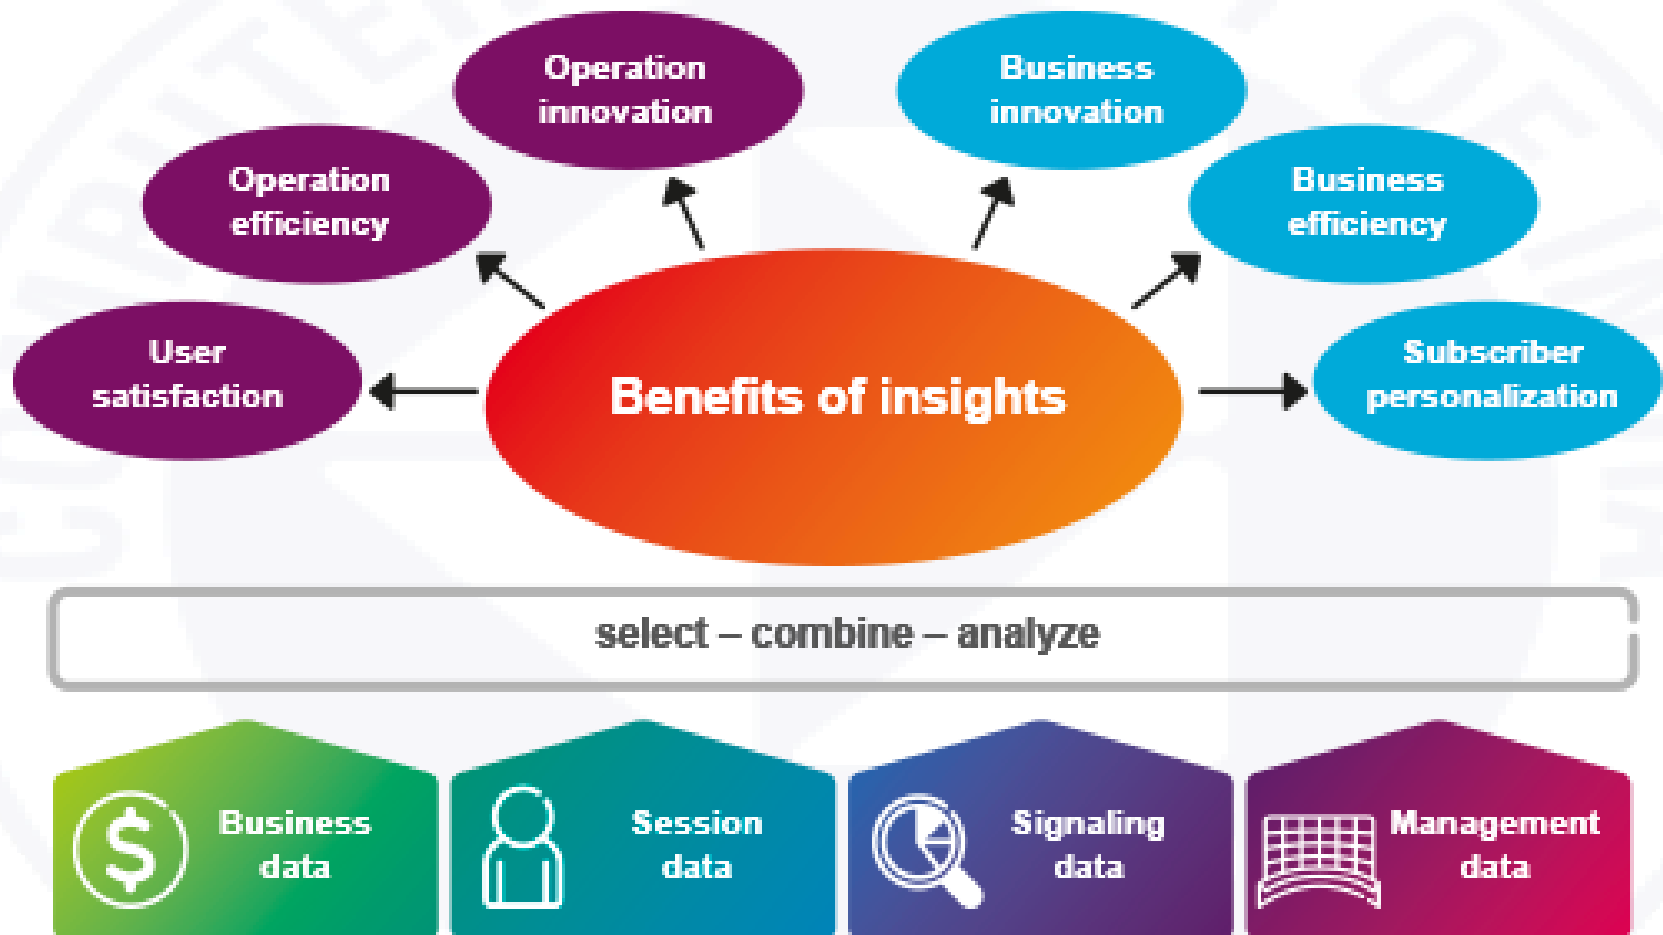 Operation
innovation
Business
innovation
Operation
efficiency
Business
efficiency
User
satisfaction
Benefits of insights
Subscriber
personalization
select – combine – analyze
$
Business
data
Session
data
Signaling
data
Management
data